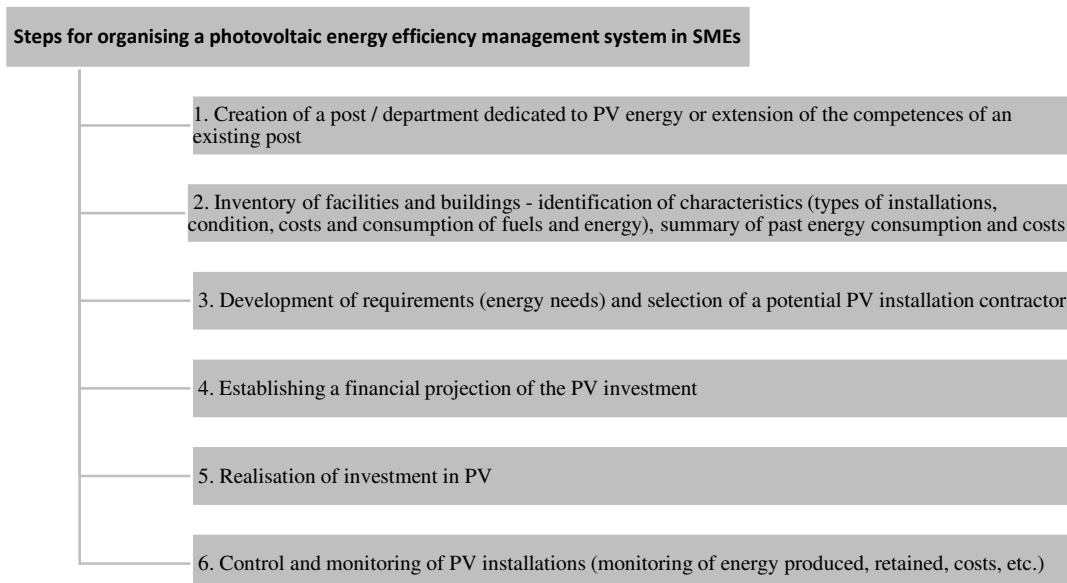 Steps for organising a photovoltaic energy efficiency management system in SMEs
1. Creation of a post / department dedicated to PV energy or extension of the competences of an
existing post
2. Inventory of facilities and buildings - identification of characteristics (types of installations,
condition, costs and consumption of fuels and energy), summary of past energy consumption and costs
3. Development of requirements (energy needs) and selection of a potential PV installation contractor
4. Establishing a financial projection of the PV investment
5. Realisation of investment in PV
6. Control and monitoring of PV installations (monitoring of energy produced, retained, costs, etc.)